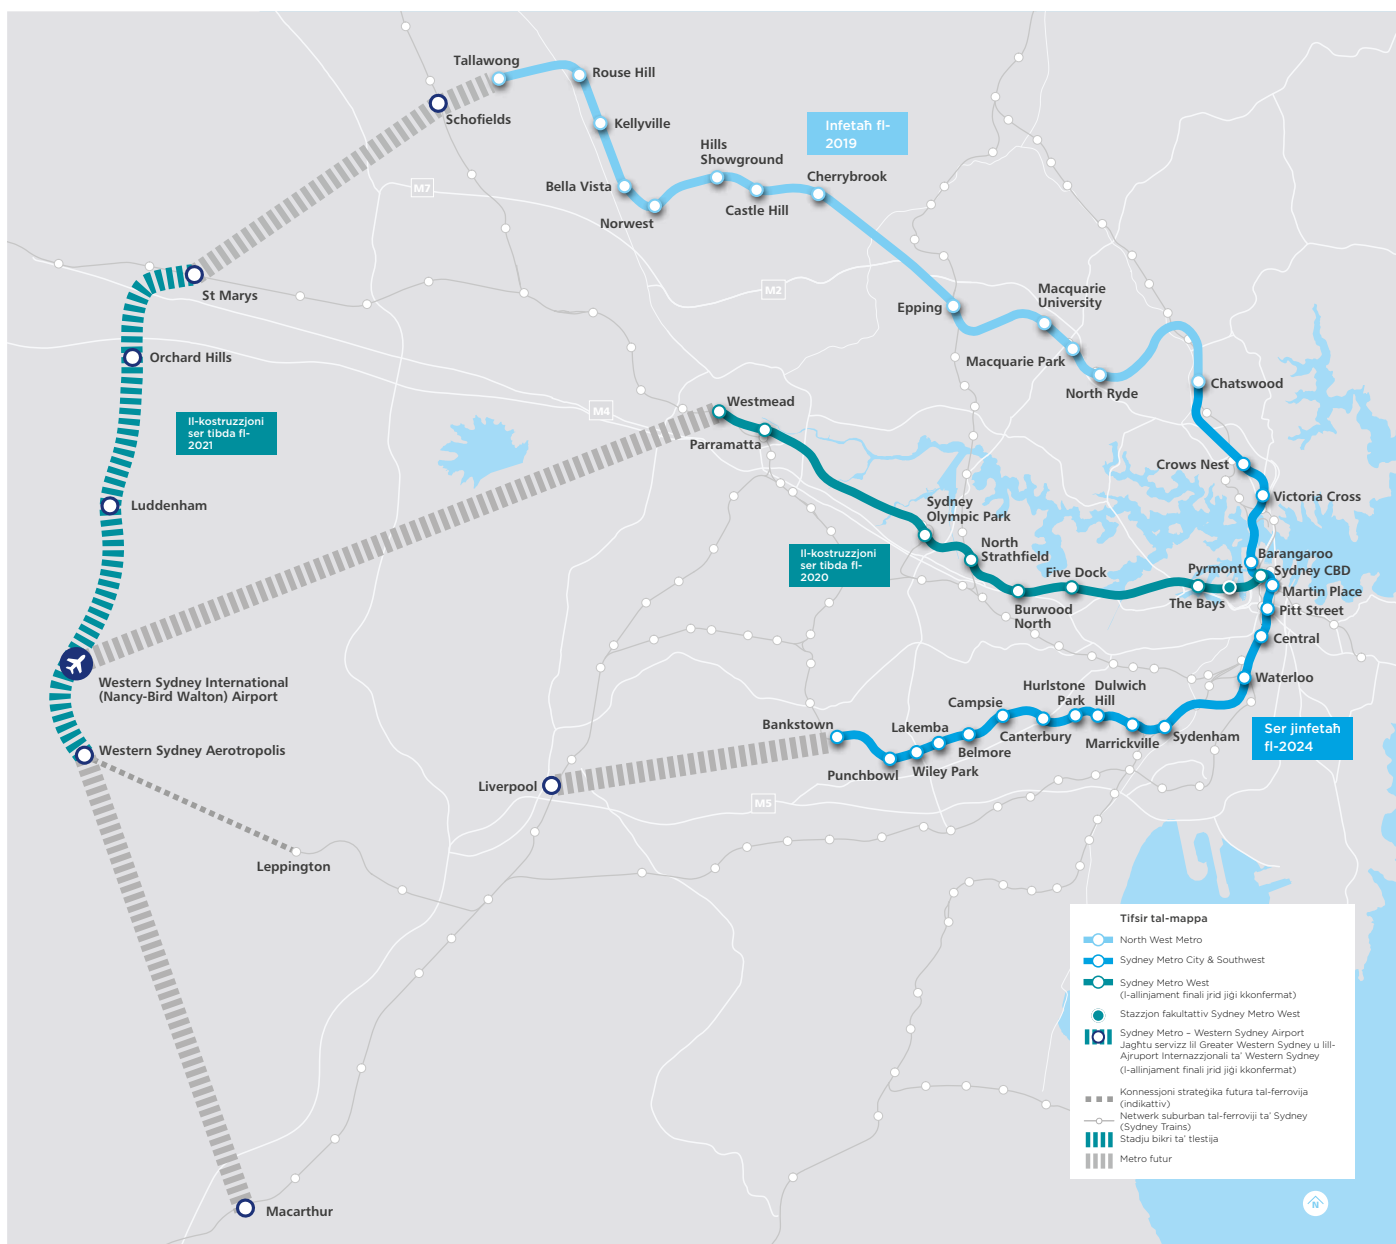 Tallawong
Rouse Hill
Schofields
Kellyville
Infetaħ fl-
2019
Hills
Showground
Cherrybrook
M7
Bella Vista
Castle Hill
Norwest
St Marys
M2
Macquarie
University
Epping
Orchard Hills
Macquarie Park
North Ryde
Chatswood
Westmead
M4
Il-kostruzzjoni
ser tibda fl-
2021
Parramatta
Crows Nest
Victoria Cross
Luddenham
Sydney
Olympic Park
North
Strathfield
Il-kostruzzjoni
ser tibda fl-
2020
Barangaroo
Pyrmont
Sydney CBD
Five Dock
Martin Place
The Bays
Burwood
North
Pitt Street
Central
Waterloo
Western Sydney International
(Nancy-Bird Walton) Airport
Hurlstone
Park
Dulwich
Hill
Campsie
Bankstown
Lakemba
Canterbury
Marrickville
Sydenham
Belmore
Ser jinfetaħ
fl-2024
Western Sydney Aerotropolis
Punchbowl
Wiley Park
Liverpool
M5
Leppington
Tifsir tal-mappa
North West Metro
Sydney Metro City & Southwest
Sydney Metro West
(l-allinjament finali jrid jiġi kkonfermat)
Stazzjon fakultattiv Sydney Metro West
Sydney Metro – Western Sydney Airport
Jagħtu servizz lil Greater Western Sydney u lill-
Ajruport Internazzjonali ta' Western Sydney
(l-allinjament finali jrid jiġi kkonfermat)
Konnessjoni strateġika futura tal-ferrovija
(indikattiv)
Netwerk suburban tal-ferroviji ta' Sydney
(Sydney Trains)
Stadju bikri ta' tlestija
Metro futur
N
Macarthur